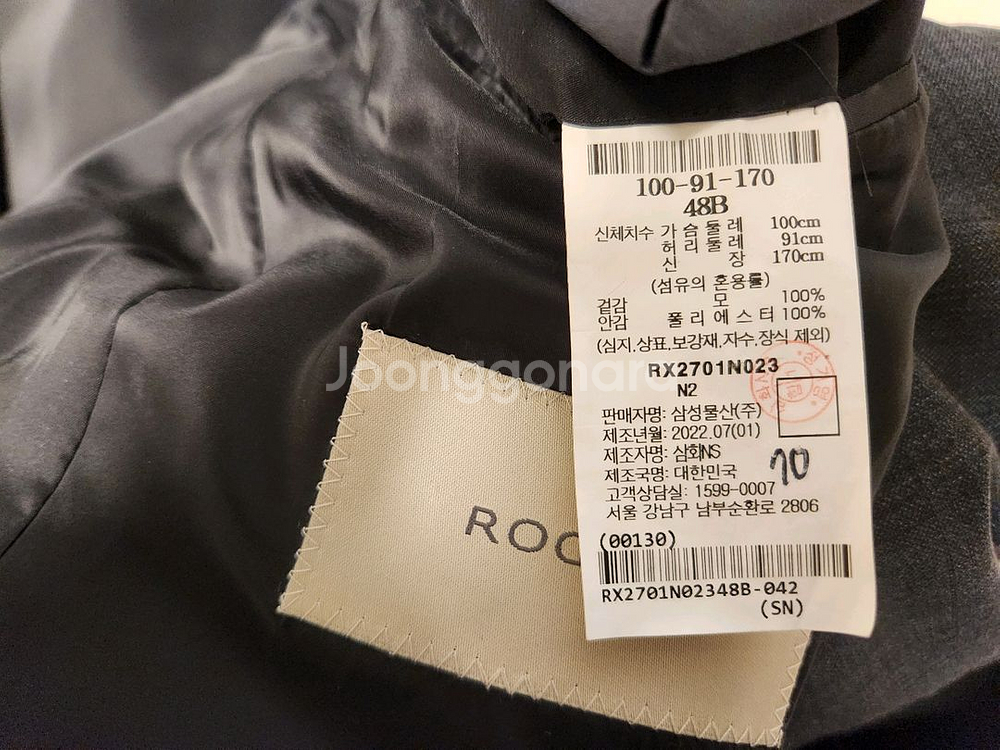 100-91-170
48B
신체치수 가슴둘레 100cm
허리둘레 91cm
신 장 170cm
(섬유의 혼용률)
겉감 모 100%
안감 폴리에스터 100%
(심지,상표,보강재,자수,장식 제외)
RX2701N023
N2
판매자명: 삼성물산(주)
제조년월: 2022.07(01)
제조자명: 삼화NS
제조국명: 대한민국
10
고객상담실: 1599-0007
서울 강남구 남부순환로 2806
(00130)
RX2701N02348B-042
(SN)
Joonggonara